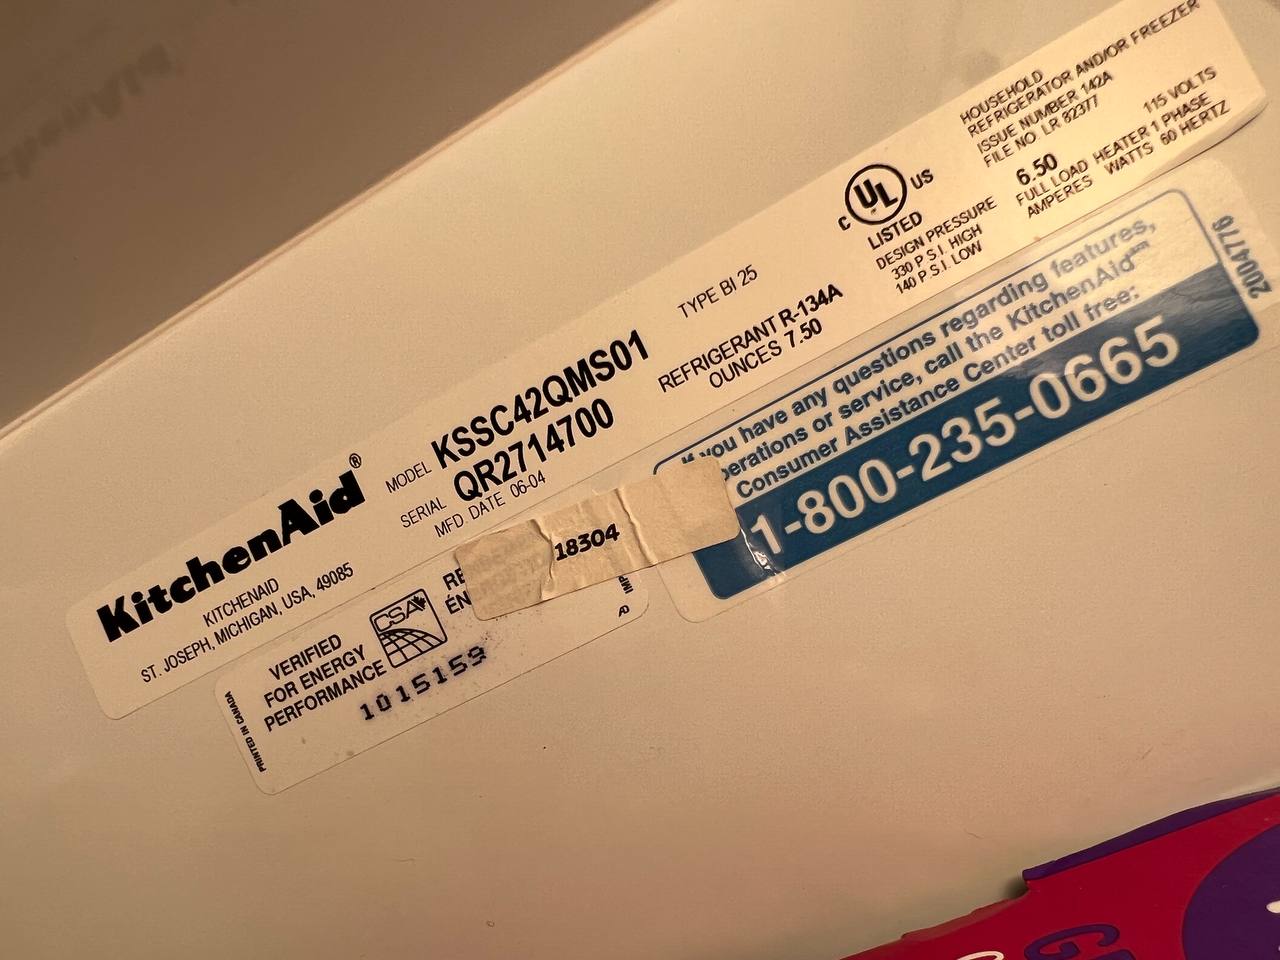 KitchenAid®
KITCHENAID
ST. JOSEPH, MICHIGAN, USA, 49085
MODEL KSSC42QMS01
SERIAL QR2714700
MFD. DATE 06-04
TYPE BI 25
REFRIGERANT R-134A
OUNCES 7.50
C UL US
LISTED
DESIGN PRESSURE
330 P.S.I. HIGH
140 P.S.I. LOW
HOUSEHOLD
REFRIGERATOR AND/OR FREEZER
ISSUE NUMBER 142A
FILE NO. LR 82377
115 VOLTS
6.50 HEATER 1 PHASE
FULL LOAD WATTS 60 HERTZ
AMPERES
PRINTED IN CANADA
VERIFIED
FOR ENERGY
PERFORMANCE
CSA
1015159
18304
If you have any questions regarding features,
operations or service, call the KitchenAid
Consumer Assistance Center toll free:
1-800-235-0665
2004776